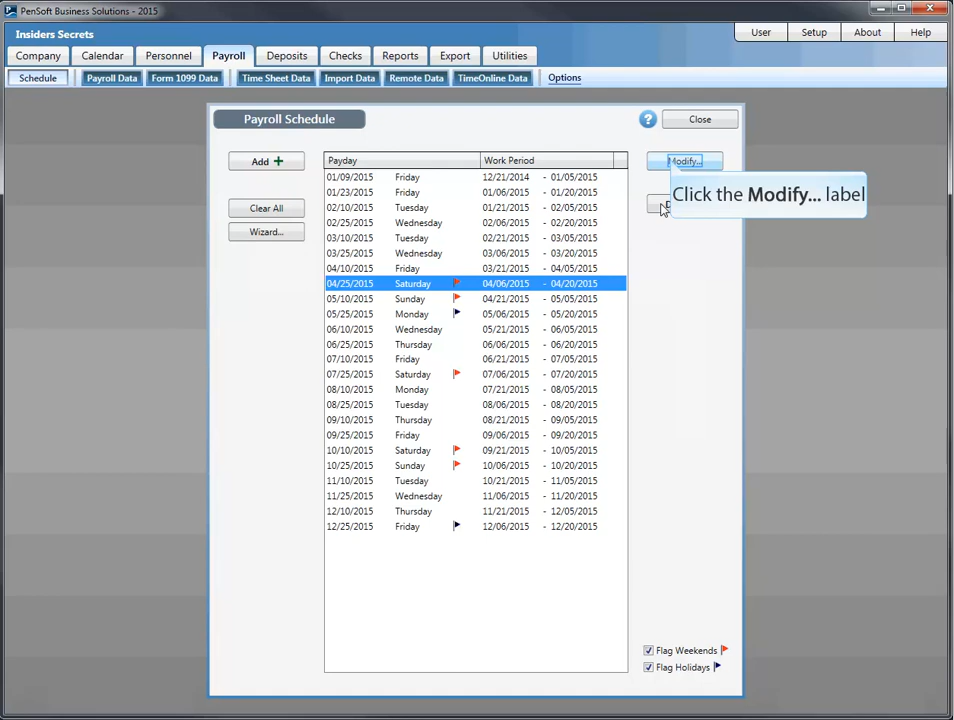 PenSoft Business Solutions - 2015
Insiders Secrets
User Setup About Help
Company Calendar Personnel Payroll Deposits Checks Reports Export Utilities
Schedule Payroll Data Form 1099 Data Time Sheet Data Import Data Remote Data TimeOnline Data Options
Payroll Schedule ? Close
Add Payday Work Period Modify...
01/09/2015 Friday 12/21/2014 - 01/05/2015
01/23/2015 Friday 01/06/2015 - 01/20/2015
Click the Modify... label
Clear All 02/10/2015 Tuesday 01/21/2015 - 02/05/2015
02/25/2015 Wednesday 02/06/2015 - 02/20/2015
Wizard... 03/10/2015 Tuesday 02/21/2015 - 03/05/2015
03/25/2015 Wednesday 03/06/2015 - 03/20/2015
04/10/2015 Friday 03/21/2015 - 04/05/2015
04/25/2015 Saturday 04/06/2015 - 04/20/2015
05/10/2015 Sunday 04/21/2015 - 05/05/2015
05/25/2015 Monday 05/06/2015 - 05/20/2015
06/10/2015 Wednesday 05/21/2015 - 06/05/2015
06/25/2015 Thursday 06/06/2015 - 06/20/2015
07/10/2015 Friday 06/21/2015 - 07/05/2015
07/25/2015 Saturday 07/06/2015 - 07/20/2015
08/10/2015 Monday 07/21/2015 - 08/05/2015
08/25/2015 Tuesday 08/06/2015 - 08/20/2015
09/10/2015 Thursday 08/21/2015 - 09/05/2015
09/25/2015 Friday 09/06/2015 - 09/20/2015
10/10/2015 Saturday 09/21/2015 - 10/05/2015
10/25/2015 Sunday 10/06/2015 - 10/20/2015
11/10/2015 Tuesday 10/21/2015 - 11/05/2015
11/25/2015 Wednesday 11/06/2015 - 11/20/2015
12/10/2015 Thursday 11/21/2015 - 12/05/2015
12/25/2015 Friday 12/06/2015 - 12/20/2015
Flag Weekends
Flag Holidays